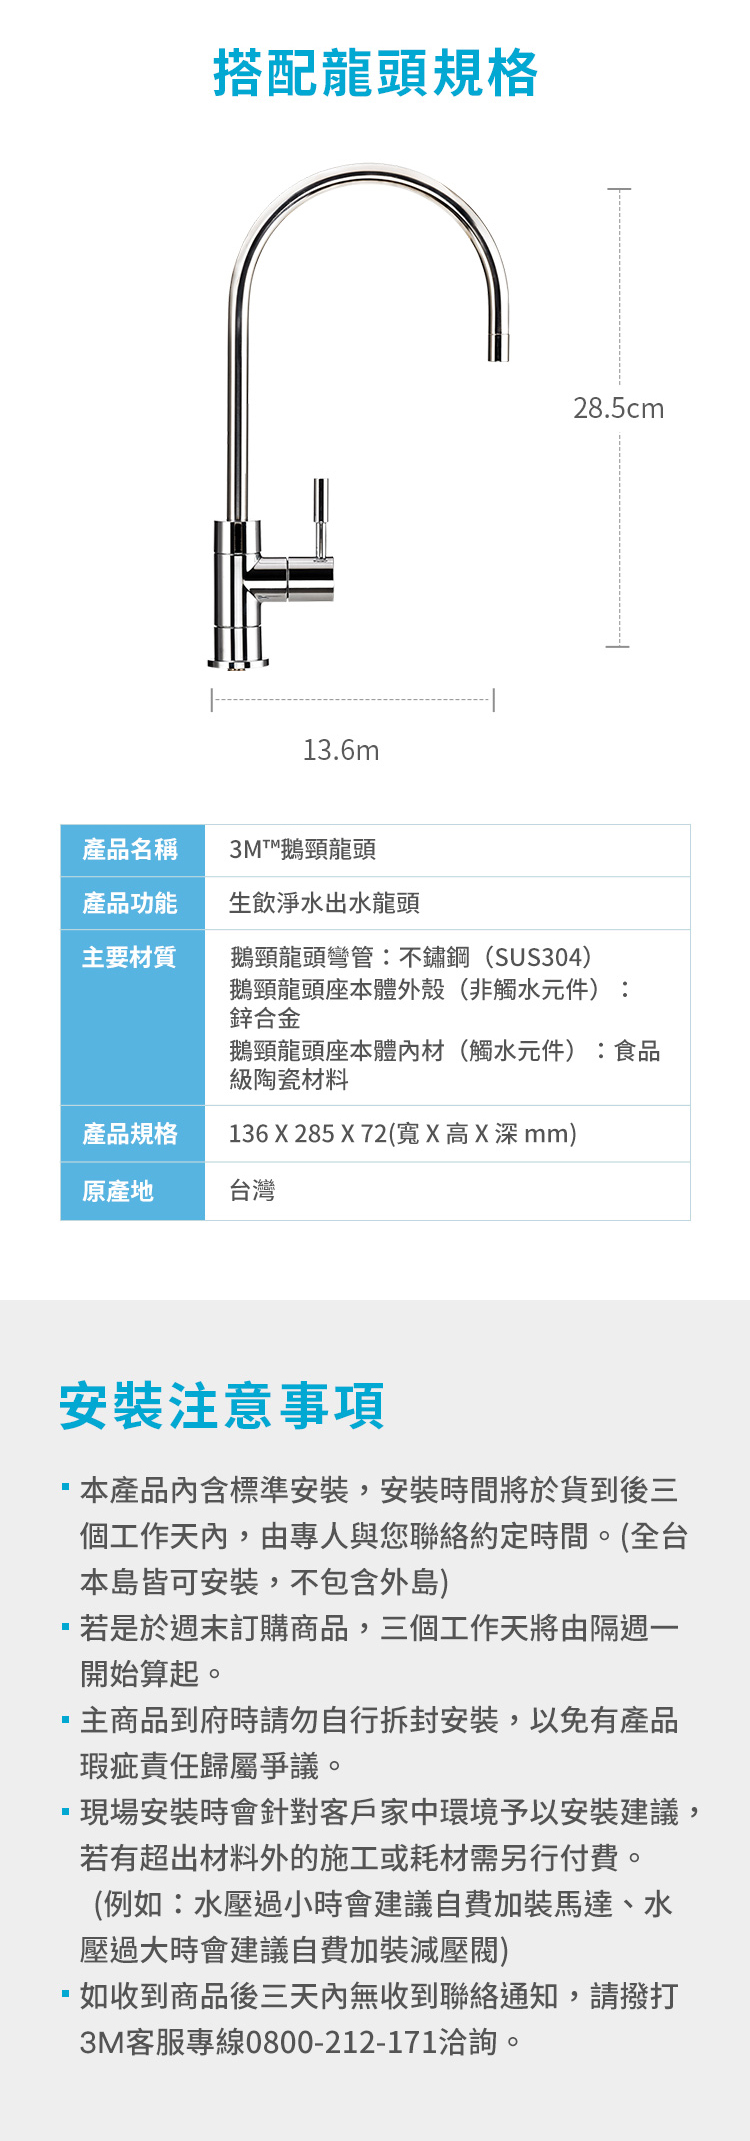 搭配龍頭規格
28.5cm
13.6m
產品名稱
3M™鵝頸龍頭
產品功能
生飲淨水出水龍頭
主要材質
鵝頸龍頭彎管：不鏽鋼（SUS304）
鵝頸龍頭座本體外殼（非觸水元件）：
鋅合金
鵝頸龍頭座本體內材（觸水元件）：食品
級陶瓷材料
產品規格
136 X 285 X 72(寬 X 高 X 深 mm)
原產地
台灣
安裝注意事項
本產品內含標準安裝，安裝時間將於貨到後三
個工作天內，由專人與您聯絡約定時間。(全台
本島皆可安裝，不包含外島)
若是於週末訂購商品，三個工作天將由隔週一
開始算起。
主商品到府時請勿自行拆封安裝，以免有產品
瑕疵責任歸屬爭議。
現場安裝時會針對客戶家中環境予以安裝建議，
若有超出材料外的施工或耗材需另行付費。
(例如：水壓過小時會建議自費加裝馬達、水
壓過大時會建議自費加裝減壓閥)
如收到商品後三天內無收到聯絡通知，請撥打
3M客服專線0800-212-171洽詢。